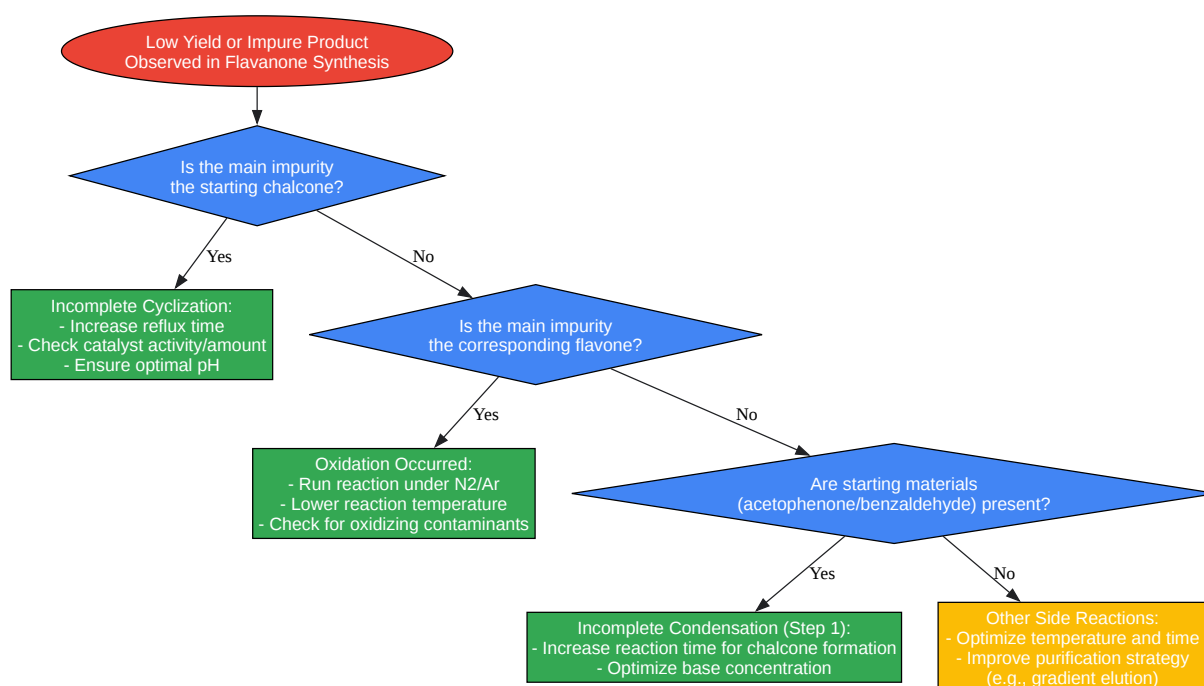 Low Yield or Impure Product
Observed in Flavanone Synthesis
Is the main impurity
the starting chalcone?
Yes
No
Incomplete Cyclization:
- Increase reflux time
- Check catalyst activity/amount
- Ensure optimal pH
Is the main impurity
the corresponding flavone?
Yes
No
Oxidation Occurred:
- Run reaction under N2/Ar
- Lower reaction temperature
- Check for oxidizing contaminants
Are starting materials
(acetophenone/benzaldehyde) present?
Yes
No
Incomplete Condensation (Step 1):
- Increase reaction time for chalcone formation
- Optimize base concentration
Other Side Reactions:
- Optimize temperature and time
- Improve purification strategy
(e.g., gradient elution)